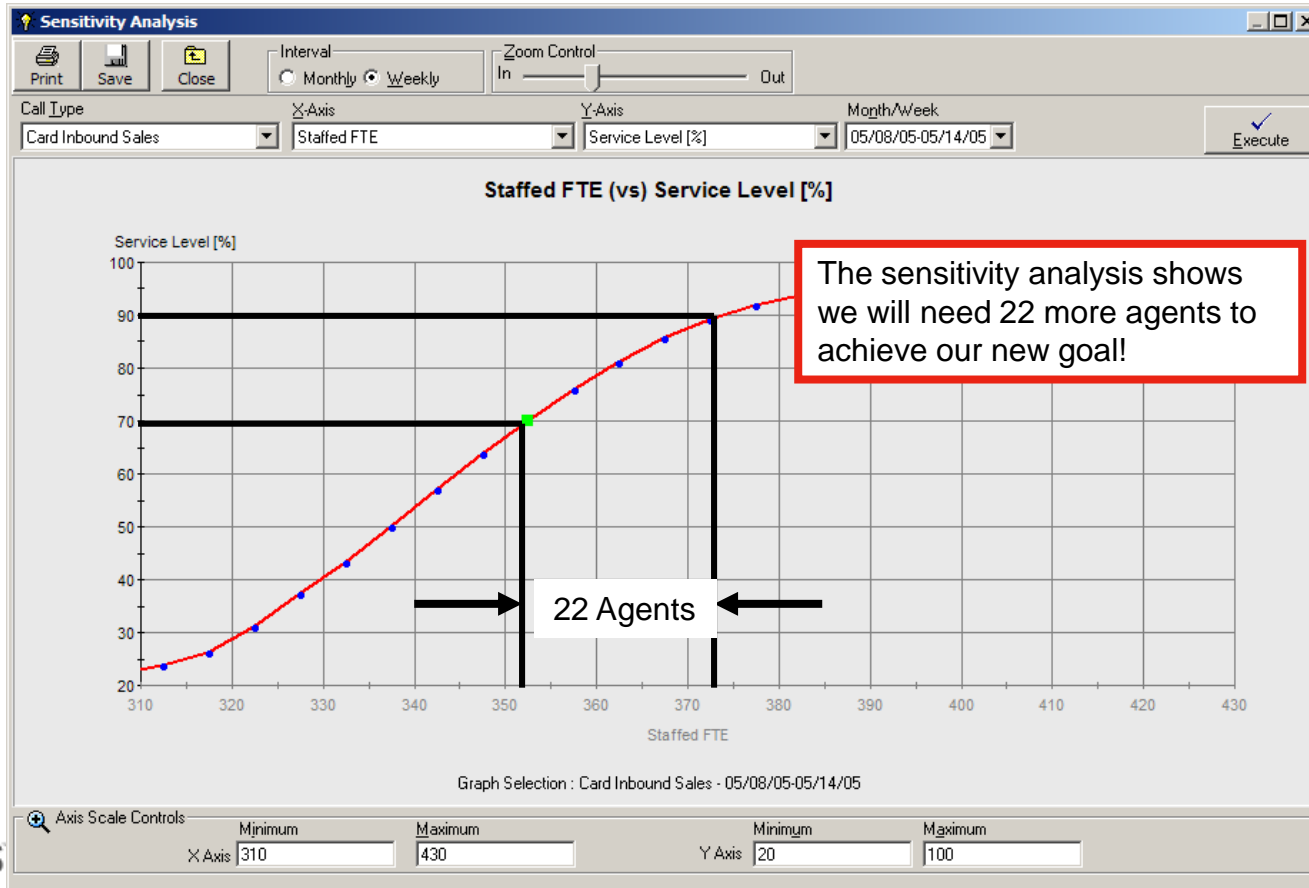 Sensitivity Analysis
Print Save Close
Interval
Monthly Weekly
Zoom Control
In Out
Call Type X-Axis Y-Axis Month/Week
Card Inbound Sales Staffed FTE Service Level [%] 05/08/05-05/14/05
Execute
Staffed FTE (vs) Service Level [%]
Service Level [%]
100
90
80
70
60
50
40
30
20
The sensitivity analysis shows
we will need 22 more agents to
achieve our new goal!
22 Agents
310 320 330 340 350 360 370 380 390 400 410 420 430
Staffed FTE
Graph Selection : Card Inbound Sales - 05/08/05-05/14/05
Axis Scale Controls
Minimum Maximum Minimum Maximum
X Axis 310 430 Y Axis 20 100